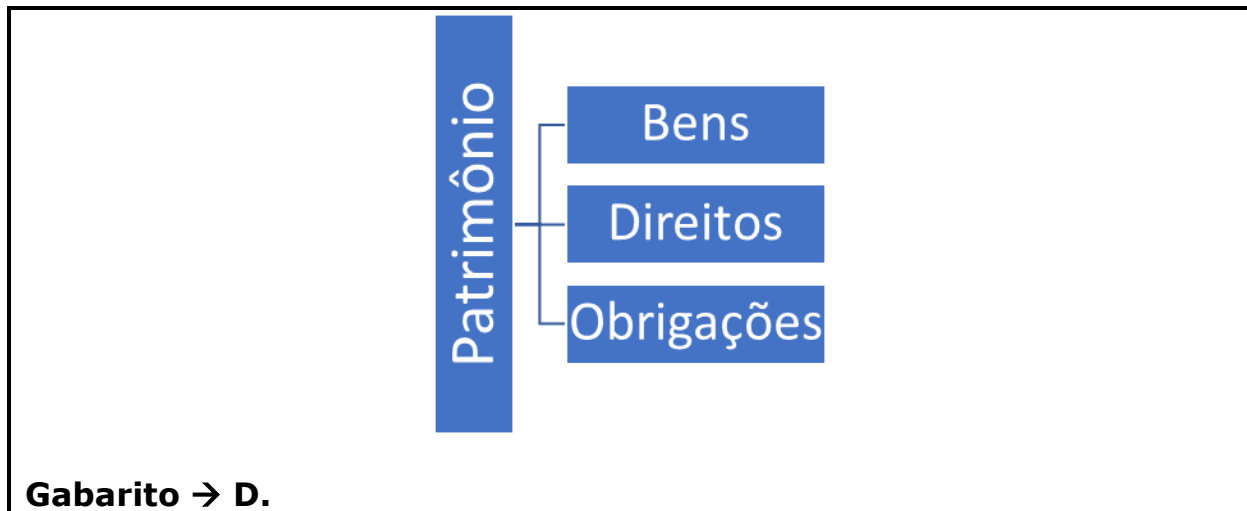 Patrimônio
Bens
Direitos
Obrigações
Gabarito → D.